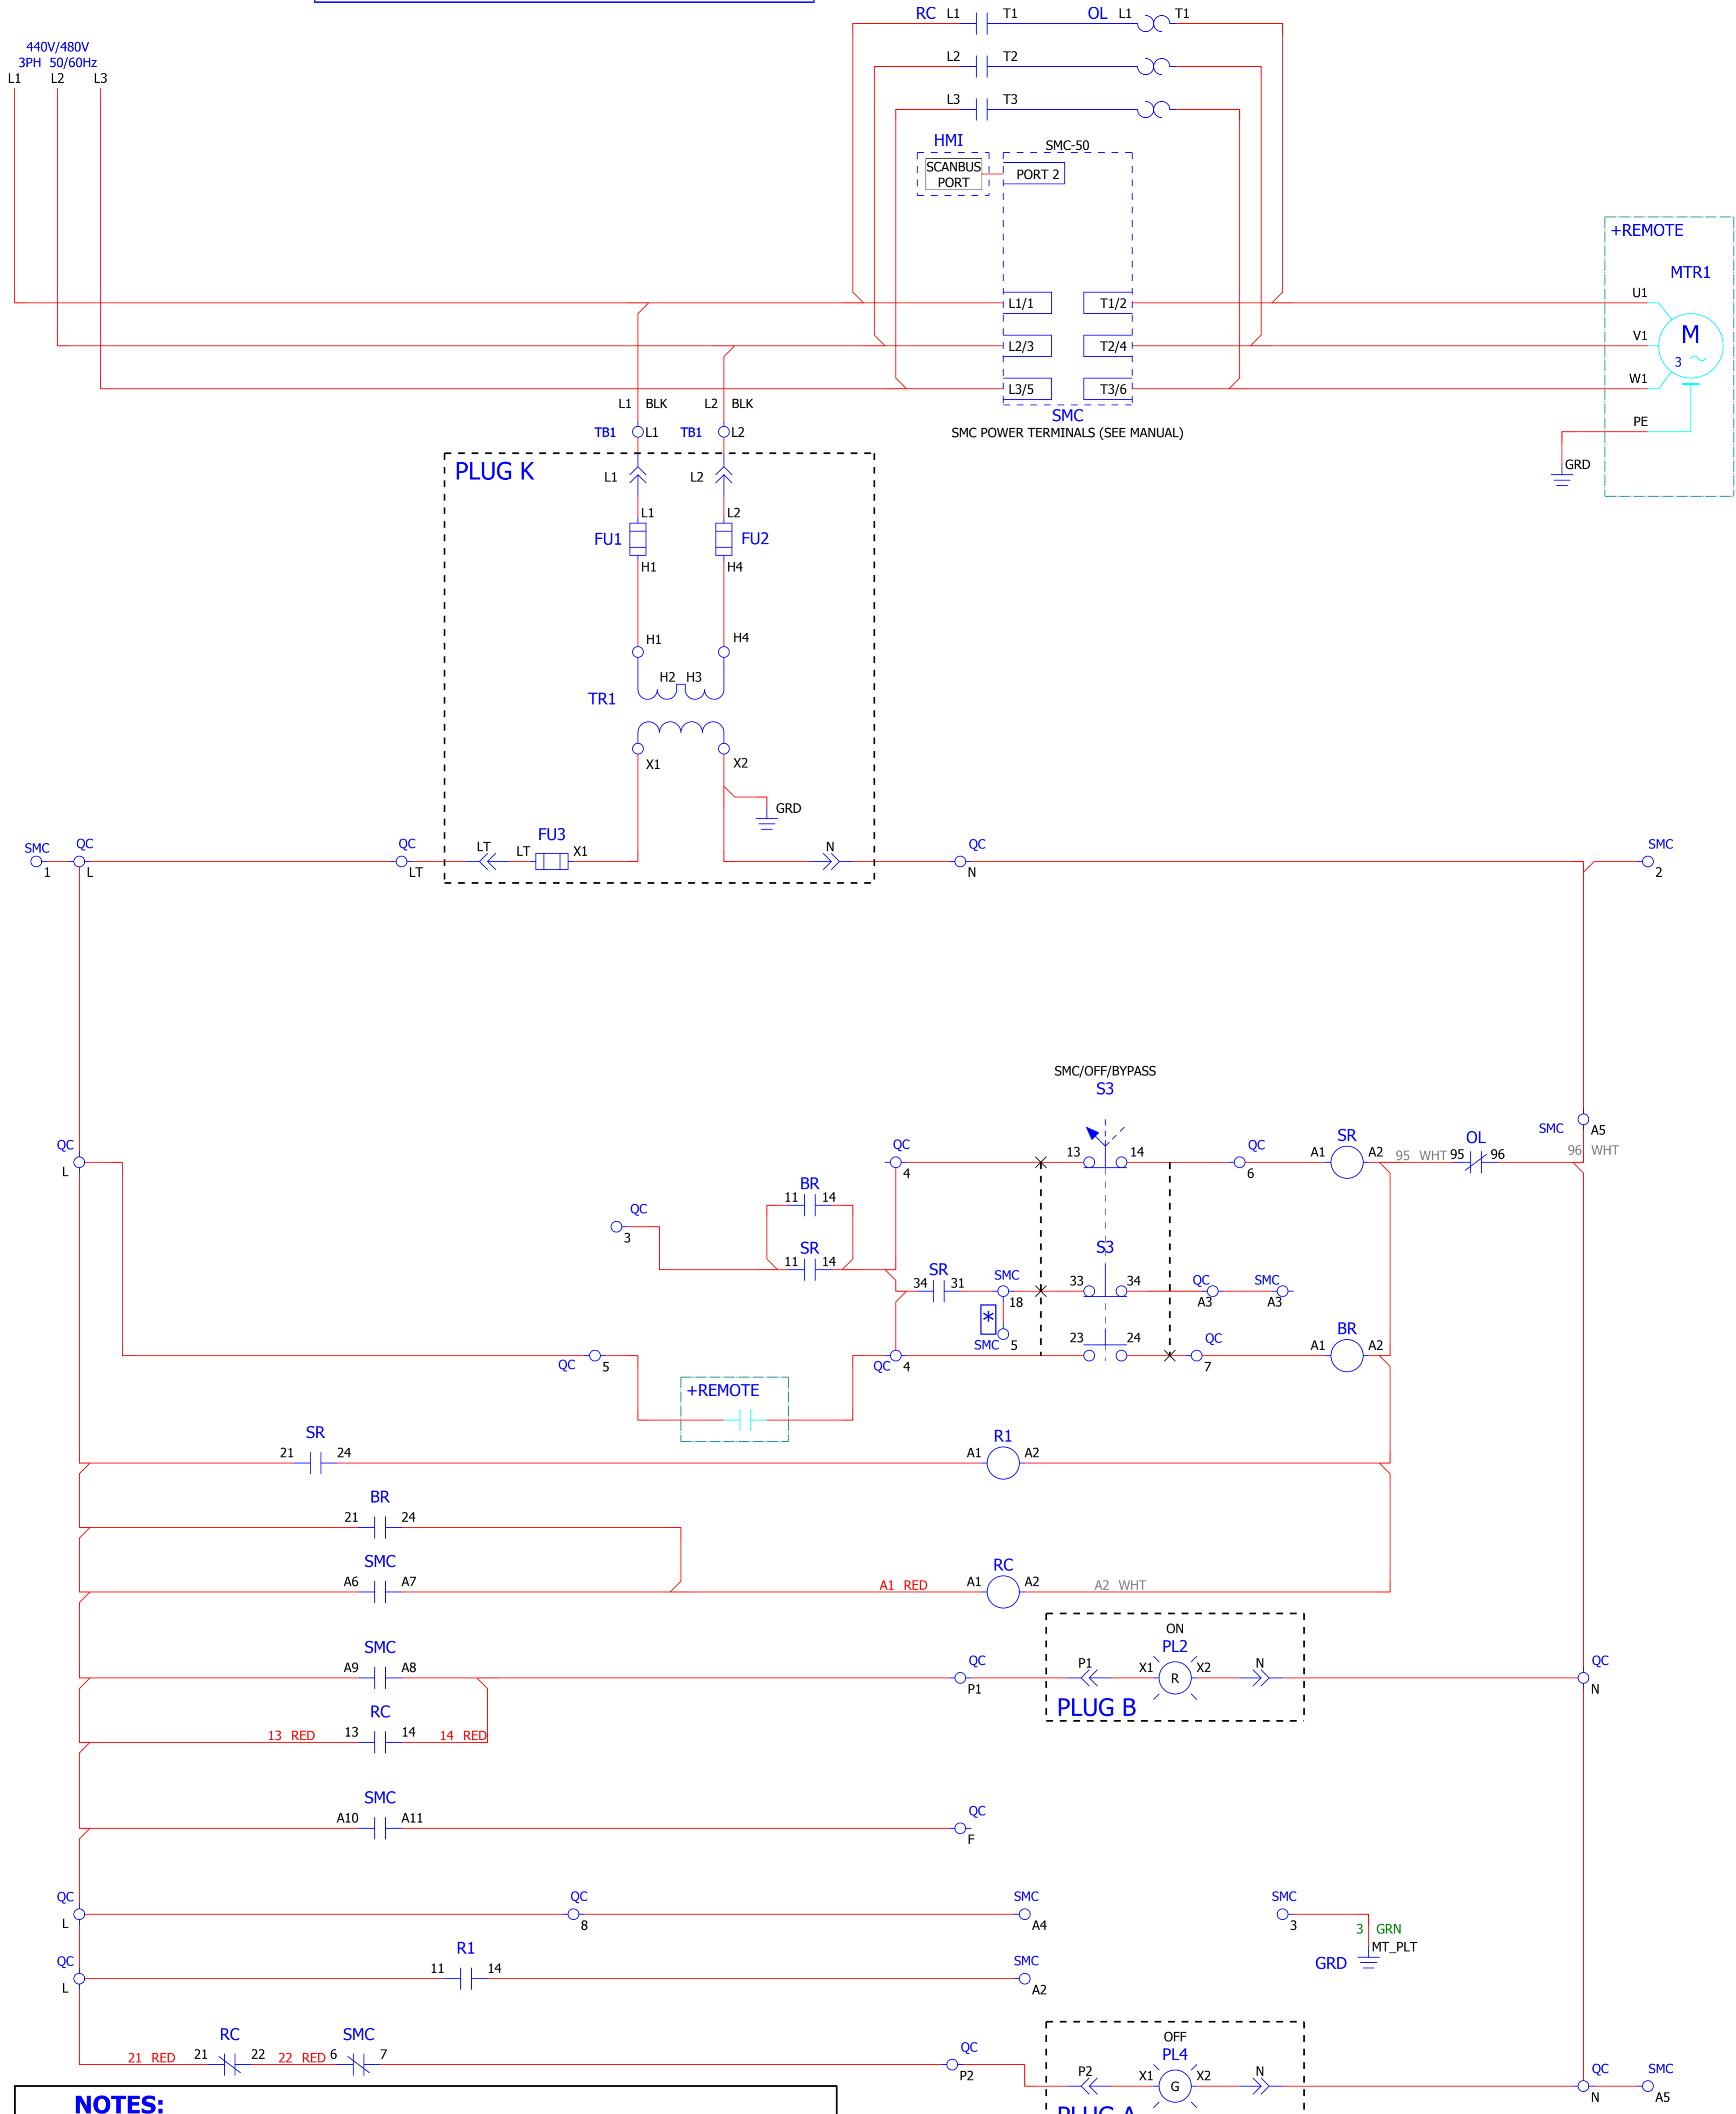 RC L1 T1 OL L1 T1
440V/480V
3PH 50/60Hz
L1 L2 L3
L2 T2
L3 T3
HMI
SMC-50
SCANBUS
PORT
PORT 2
+REMOTE
MTR1
L1/1 T1/2 U1
L2/3 T2/4 V1
M
3
L3/5 T3/6 W1
SMC
SMC POWER TERMINALS (SEE MANUAL)
PE
GRD
L1 BLK L2 BLK
TB1 L1 TB1 L2
PLUG K
L1 L2
L1 L2
FU1 FU2
H1 H4
H1 H4
H2 H3
TR1
X1 X2
GRD
SMC QC QC LT LT FU3 X1 N QC SMC
1 L LT N 2
SMC/OFF/BYPASS
S3
SMC A5
QC QC 13 14 QC A1 SR A2 95 WHT 95 OL 96 96 WHT
L 4 6
BR
11 14
QC
3
SR
11 14
S3
SR
34 31 SMC 33 34 QC SMC
18 A3 A3
*
SMC 5
23 24 QC BR
A1 A2
QC 5 QC 4 7
+REMOTE
SR R1
21 24 A1 A2
BR
21 24
SMC RC
A6 A7 A1 RED A1 A2 A2 WHT
ON
SMC PL2
A9 A8 QC P1 X1 R X2 N QC
P1 N
PLUG B
RC
13 RED 13 14 14 RED
SMC
A10 A11 QC
F
QC QC SMC SMC
L 8 A4 3
3 GRN
MT_PLT
GRD
QC R1 SMC
11 14
L A2
OFF
RC SMC PL4
21 RED 21 22 22 RED 6 7 QC
P2 P2 X1 G X2 N QC SMC
N A5
NOTES:
PLUG A